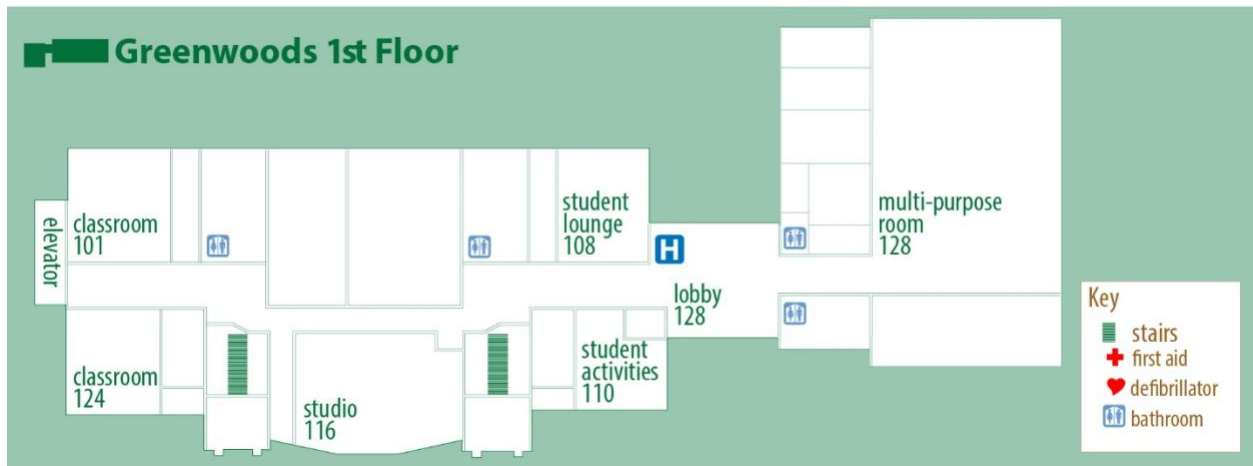 Greenwoods 1st Floor
elevator
classroom
101
student
lounge
108
H
multi-purpose
room
128
lobby
128
classroom
124
studio
116
student
activities
110
Key
stairs
first aid
defibrillator
bathroom